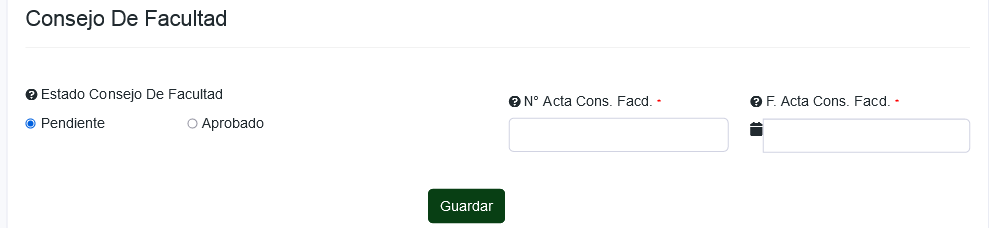 Consejo De Facultad
Estado Consejo De Facultad
Pendiente
Aprobado
N° Acta Cons. Facd. *
F. Acta Cons. Facd. *
Guardar